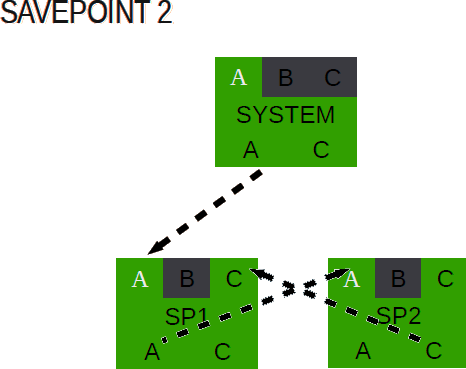 SAVEPOINT 2
A B C
SYSTEM
A C
A B C
SP1
A C
A B C
SP2
A C